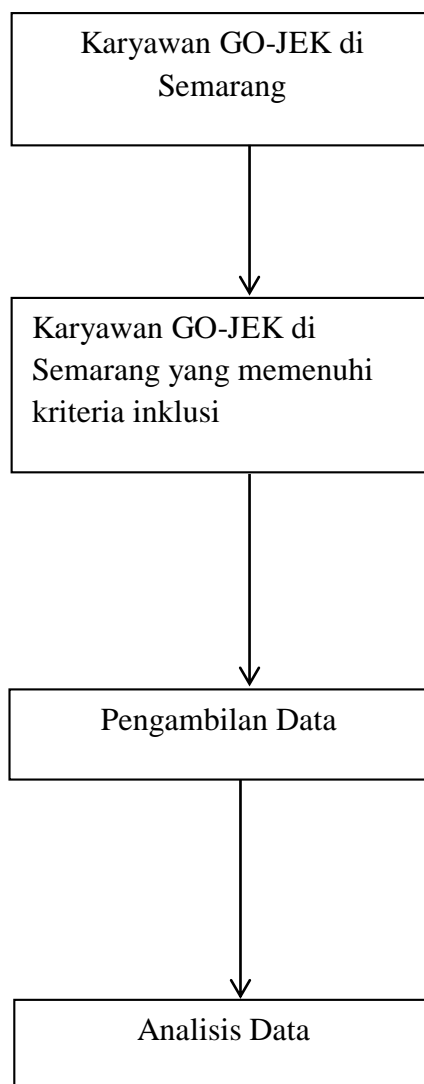 Karyawan GO-JEK di
Semarang
Karyawan GO-JEK di
Semarang yang memenuhi
kriteria inklusi
Pengambilan Data
Analisis Data